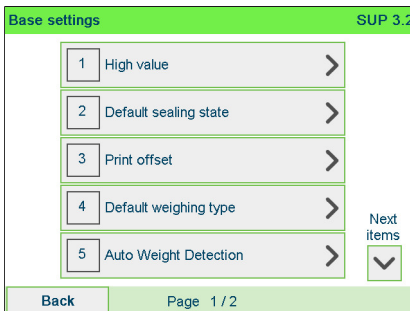 Base settings SUP 3.2
1 High value
2 Default sealing state
3 Print offset
4 Default weighing type
5 Auto Weight Detection
Next
items
Back Page 1 / 2